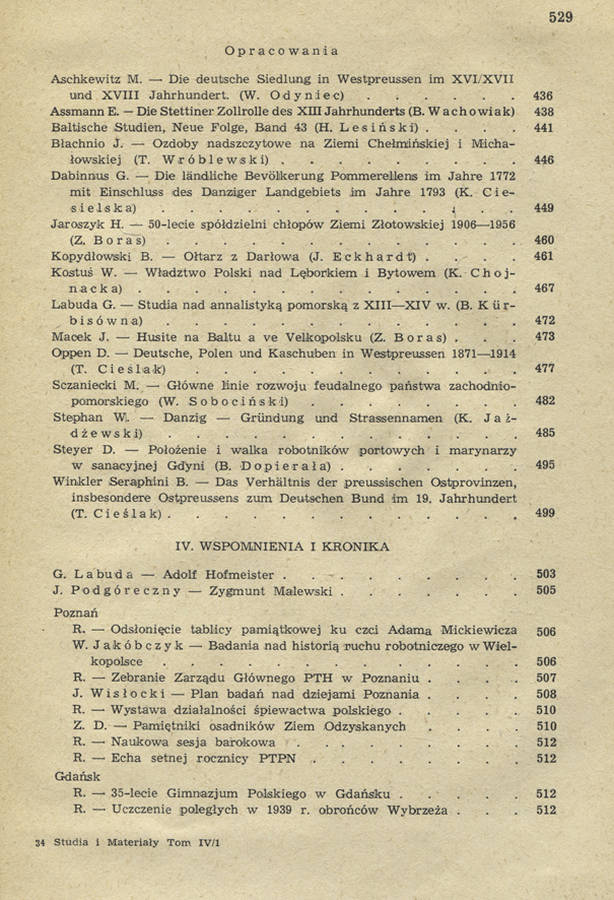 529
Opracowania
Aschkewitz M. — Die deutsche Siedlung in Westpreussen im XVI/XVII
und XVIII Jahrhundert. (W. Odyniec) . . . . . . 436
Assmann E. — Die Stettiner Zollrolle des XIII Jahrhunderts (B. Wachowiak) 438
Baltische Studien, Neue Folge, Band 43 (H. Lesiński) . . . . 441
Błachnio J. — Ozdoby nadszczytowe na Ziemi Chełmińskiej i Micha-
łowskiej (T. Wróblewski) . . . . . . . . . 446
Dabinnus G. — Die ländliche Bevölkerung Pommerellens im Jahre 1772
mit Einschluss des Danziger Landgebiets im Jahre 1793 (K. Cie-
sielska) . . . . . . . . . . . . . 449
Jaroszyk H. — 50-lecie spółdzielni chłopów Ziemi Złotowskiej 1906—1956
(Z. Boras) . . . . . . . . . . . . . 460
Kopydłowski B. — Ołtarz z Darłowa (J. Eckhardt) . . . . 461
Kostuś W. — Władztwo Polski nad Lęborkiem i Bytowem (K. Choj-
nacka) . . . . . . . . . . . . . . 467
Labuda G. — Studia nad annalistyką pomorską z XIII—XIV w. (B. Kür-
bisówna) . . . . . . . . . . . . . 472
Macek J. — Husite na Baltu a ve Velkopolsku (Z. Boras) . . . 473
Oppen D. — Deutsche, Polen und Kaschuben in Westpreussen 1871—1914
(T. Cieślak) . . . . . . . . . . . . 477
Sczaniecki M. — Główne linie rozwoju feudalnego państwa zachodnio-
pomorskiego (W. Sobociński) . . . . . . . . 482
Stephan W. — Danzig — Gründung und Strassennamen (K. Jaż-
dżewski) . . . . . . . . . . . . . 485
Steyer D. — Położenie i walka robotników portowych i marynarzy
w sanacyjnej Gdyni (B. Dopierała) . . . . . . . 495
Winkler Seraphini B. — Das Verhältnis der preussischen Ostprovinzen,
insbesondere Ostpreussens zum Deutschen Bund im 19. Jahrhundert
(T. Cieślak) . . . . . . . . . . . . . 499
IV. WSPOMNIENIA I KRONIKA
G. Labuda — Adolf Hofmeister . . . . . . . . . 503
J. Podgóreczny — Zygmunt Malewski . . . . . . . 505
Poznań
R. — Odsłonięcie tablicy pamiątkowej ku czci Adama Mickiewicza 506
W. Jakóbczyk — Badania nad historią ruchu robotniczego w Wiel-
kopolsce . . . . . . . . . . . . . 506
R. — Zebranie Zarządu Głównego PTH w Poznaniu . . . . 507
J. Wisłocki — Plan badań nad dziejami Poznania . . . . 508
R. — Wystawa działalności śpiewactwa polskiego . . . . . 510
Z. D. — Pamiętniki osadników Ziem Odzyskanych . . . . 510
R. — Naukowa sesja barokowa . . . . . . . . 512
R. — Echa setnej rocznicy PTPN . . . . . . . . 512
Gdańsk
R. — 35-lecie Gimnazjum Polskiego w Gdańsku . . . . . 512
R. — Uczczenie poległych w 1939 r. obrońców Wybrzeża . . . 512
34 Studia i Materiały Tom IV/1